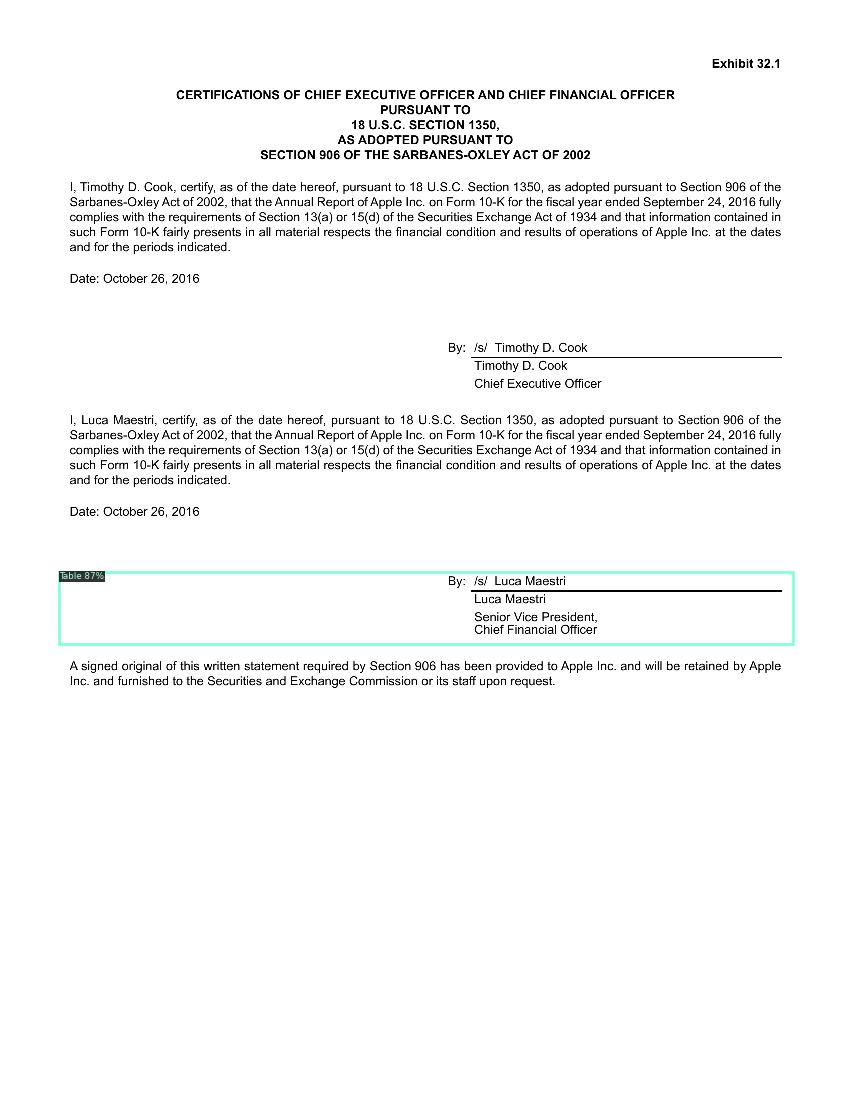 Exhibit 32.1
CERTIFICATIONS OF CHIEF EXECUTIVE OFFICER AND CHIEF FINANCIAL OFFICER
PURSUANT TO
18 U.S.C. SECTION 1350,
AS ADOPTED PURSUANT TO
SECTION 906 OF THE SARBANES-OXLEY ACT OF 2002
I, Timothy D. Cook, certify, as of the date hereof, pursuant to 18 U.S.C. Section 1350, as adopted pursuant to Section 906 of the
Sarbanes-Oxley Act of 2002, that the Annual Report of Apple Inc. on Form 10-K for the fiscal year ended September 24, 2016 fully
complies with the requirements of Section 13(a) or 15(d) of the Securities Exchange Act of 1934 and that information contained in
such Form 10-K fairly presents in all material respects the financial condition and results of operations of Apple Inc. at the dates
and for the periods indicated.
Date: October 26, 2016
By: /s/ Timothy D. Cook
Timothy D. Cook
Chief Executive Officer
I, Luca Maestri, certify, as of the date hereof, pursuant to 18 U.S.C. Section 1350, as adopted pursuant to Section 906 of the
Sarbanes-Oxley Act of 2002, that the Annual Report of Apple Inc. on Form 10-K for the fiscal year ended September 24, 2016 fully
complies with the requirements of Section 13(a) or 15(d) of the Securities Exchange Act of 1934 and that information contained in
such Form 10-K fairly presents in all material respects the financial condition and results of operations of Apple Inc. at the dates
and for the periods indicated.
Date: October 26, 2016
Table 87%
By: /s/ Luca Maestri
Luca Maestri
Senior Vice President,
Chief Financial Officer
A signed original of this written statement required by Section 906 has been provided to Apple Inc. and will be retained by Apple
Inc. and furnished to the Securities and Exchange Commission or its staff upon request.